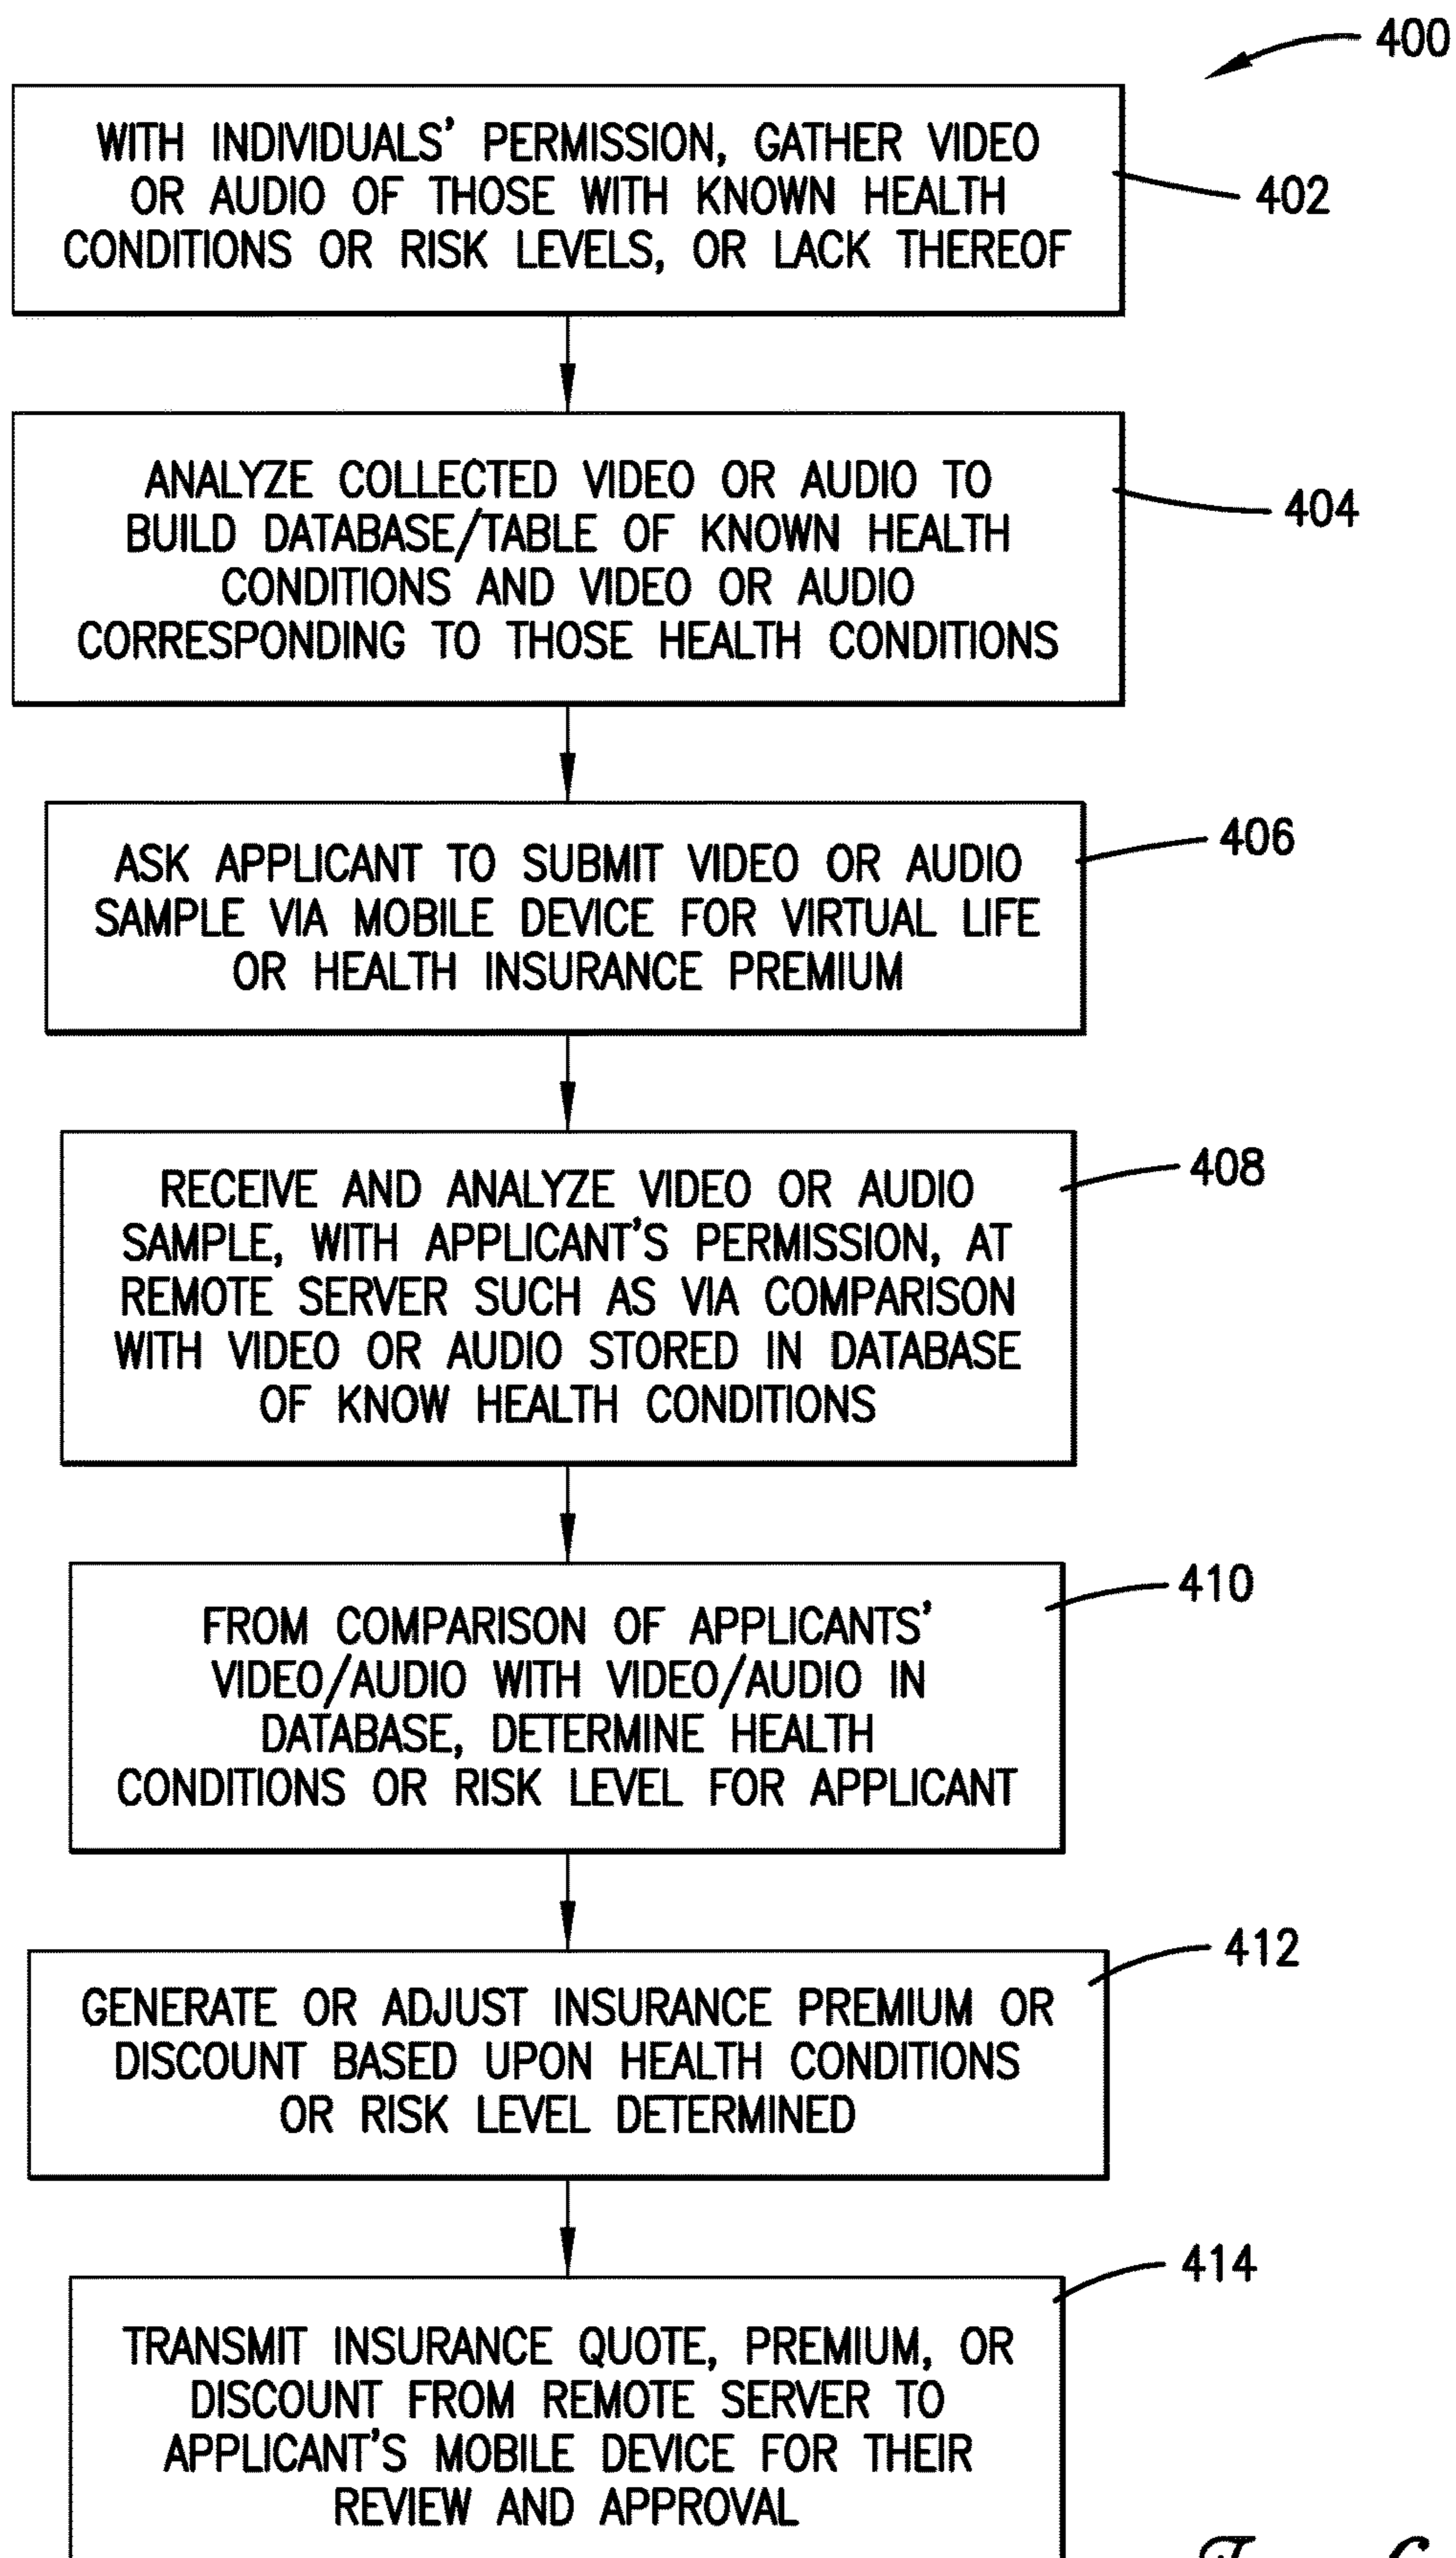 400
WITH INDIVIDUALS' PERMISSION, GATHER VIDEO
OR AUDIO OF THOSE WITH KNOWN HEALTH
CONDITIONS OR RISK LEVELS, OR LACK THEREOF
402
ANALYZE COLLECTED VIDEO OR AUDIO TO
BUILD DATABASE/TABLE OF KNOWN HEALTH
CONDITIONS AND VIDEO OR AUDIO
CORRESPONDING TO THOSE HEALTH CONDITIONS
404
ASK APPLICANT TO SUBMIT VIDEO OR AUDIO
SAMPLE VIA MOBILE DEVICE FOR VIRTUAL LIFE
OR HEALTH INSURANCE PREMIUM
406
RECEIVE AND ANALYZE VIDEO OR AUDIO
SAMPLE, WITH APPLICANT'S PERMISSION, AT
REMOTE SERVER SUCH AS VIA COMPARISON
WITH VIDEO OR AUDIO STORED IN DATABASE
OF KNOW HEALTH CONDITIONS
408
FROM COMPARISON OF APPLICANTS'
VIDEO/AUDIO WITH VIDEO/AUDIO IN
DATABASE, DETERMINE HEALTH
CONDITIONS OR RISK LEVEL FOR APPLICANT
410
GENERATE OR ADJUST INSURANCE PREMIUM OR
DISCOUNT BASED UPON HEALTH CONDITIONS
OR RISK LEVEL DETERMINED
412
TRANSMIT INSURANCE QUOTE, PREMIUM, OR
DISCOUNT FROM REMOTE SERVER TO
APPLICANT'S MOBILE DEVICE FOR THEIR
REVIEW AND APPROVAL
414